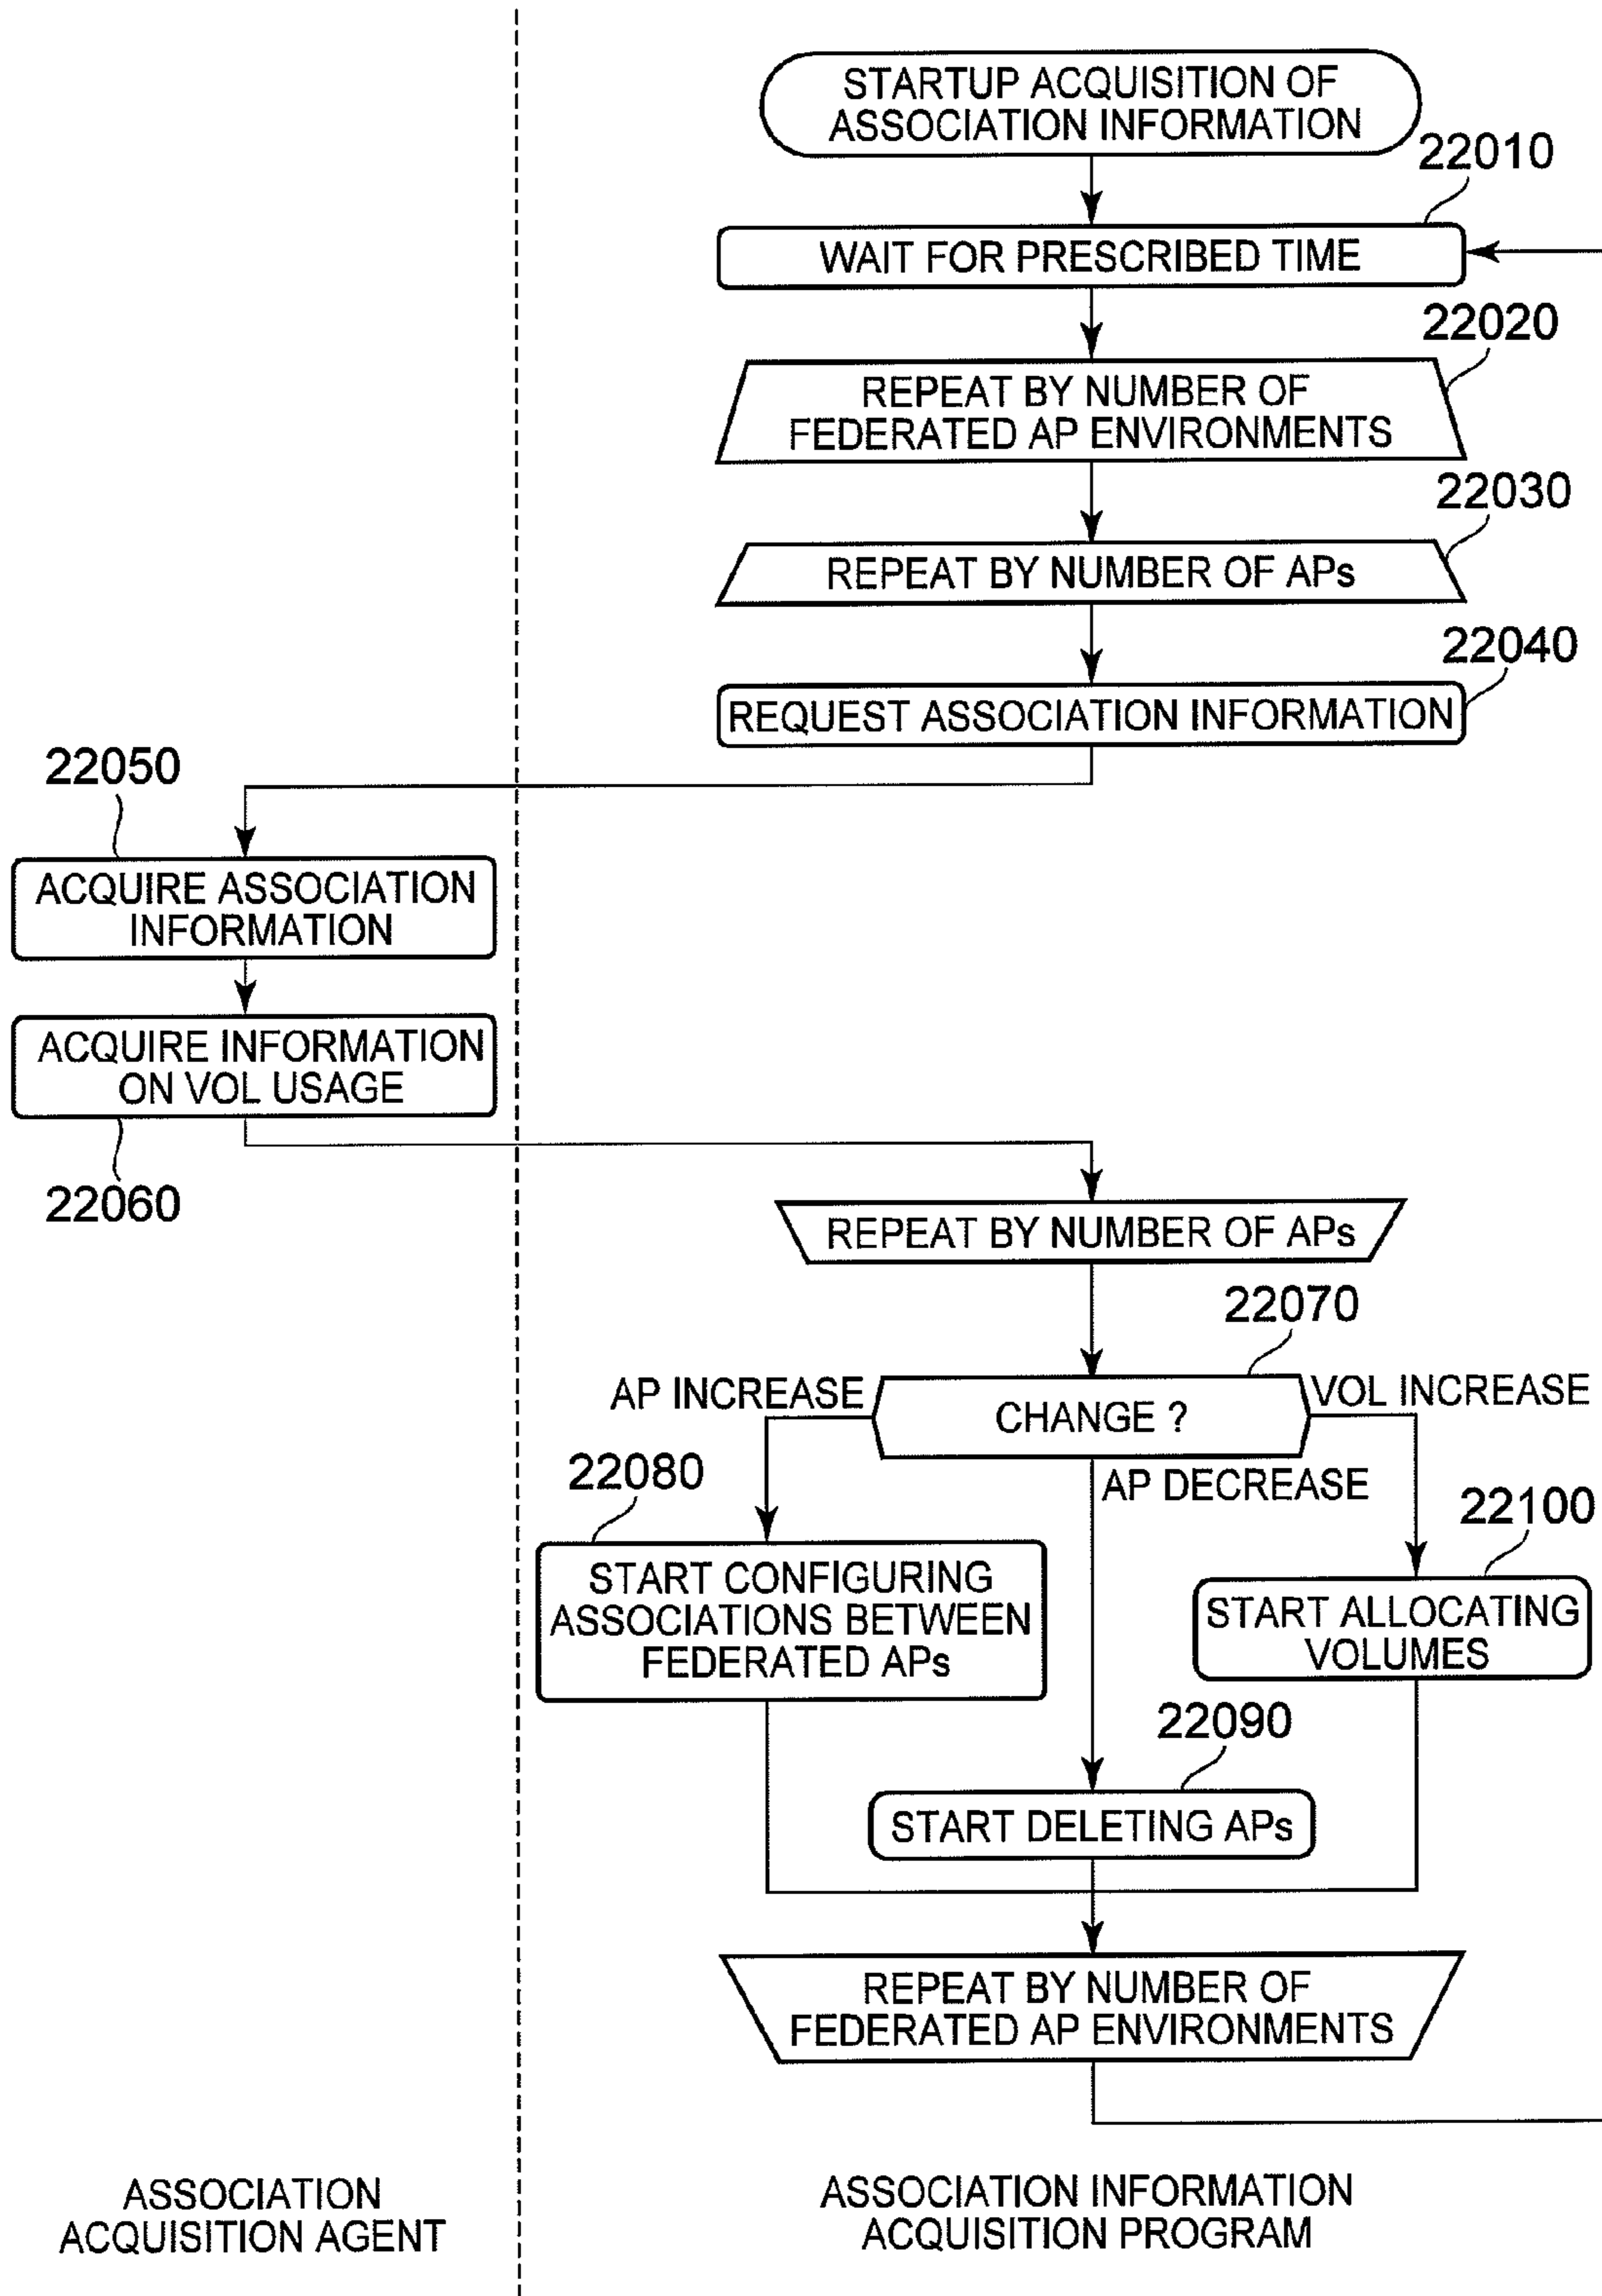 STARTUP ACQUISITION OF
ASSOCIATION INFORMATION
22010
WAIT FOR PRESCRIBED TIME
22020
REPEAT BY NUMBER OF
FEDERATED AP ENVIRONMENTS
22030
REPEAT BY NUMBER OF APs
22040
REQUEST ASSOCIATION INFORMATION
22050
ACQUIRE ASSOCIATION
INFORMATION
ACQUIRE INFORMATION
ON VOL USAGE
22060
REPEAT BY NUMBER OF APs
22070
AP INCREASE
CHANGE ?
VOL INCREASE
AP DECREASE
22080
START CONFIGURING
ASSOCIATIONS BETWEEN
FEDERATED APs
22100
START ALLOCATING
VOLUMES
22090
START DELETING APs
REPEAT BY NUMBER OF
FEDERATED AP ENVIRONMENTS
ASSOCIATION
ACQUISITION AGENT
ASSOCIATION INFORMATION
ACQUISITION PROGRAM